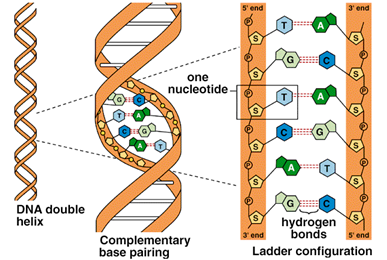 5' end
3' end
P
S
T
A
S
P
P
S
G
C
S
P
one
nucleotide
P
S
T
A
S
P
P
S
C
G
S
P
P
S
A
T
S
P
P
S
G
C
S
P
hydrogen
bonds
3' end
5' end
Ladder configuration
G
C
T
A
C
G
A
T
DNA double
helix
Complementary
base pairing